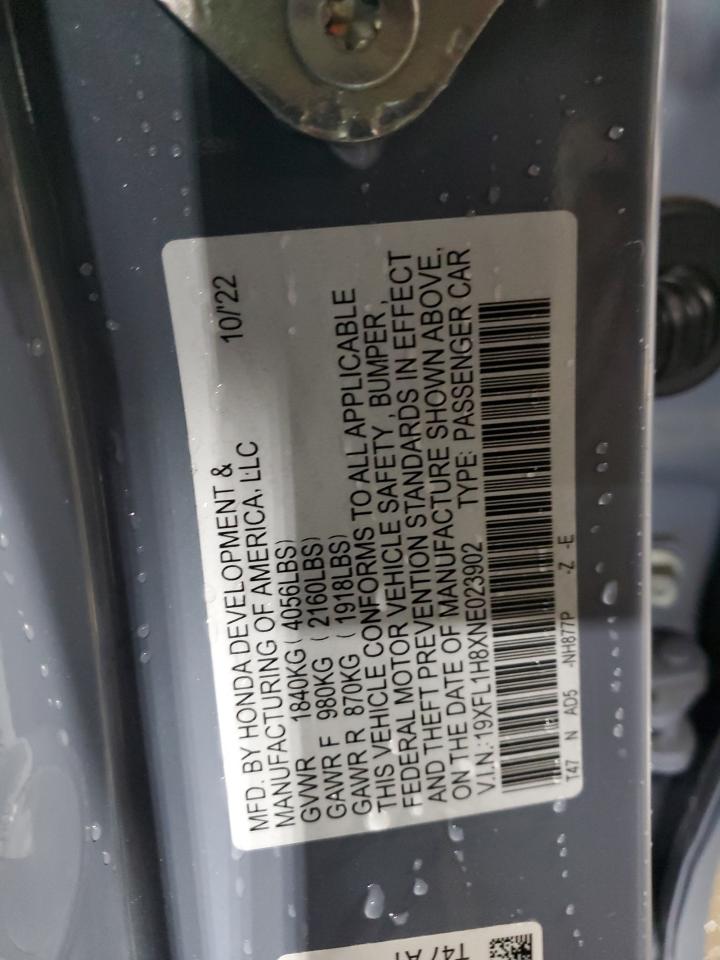 MFD. BY HONDA DEVELOPMENT & 10/'22
MANUFACTURING OF AMERICA, LLC
GVWR 1840KG (4056LBS)
GAWR F 980KG (2160LBS)
GAWR R 870KG (1918LBS)
THIS VEHICLE CONFORMS TO ALL APPLICABLE
FEDERAL MOTOR VEHICLE SAFETY, BUMPER,
AND THEFT PREVENTION STANDARDS IN EFFECT
ON THE DATE OF MANUFACTURE SHOWN ABOVE.
V.I.N.:19XFL1H8XNE023902 TYPE: PASSENGER CAR
T47 N AD5 -NH877P -Z -E